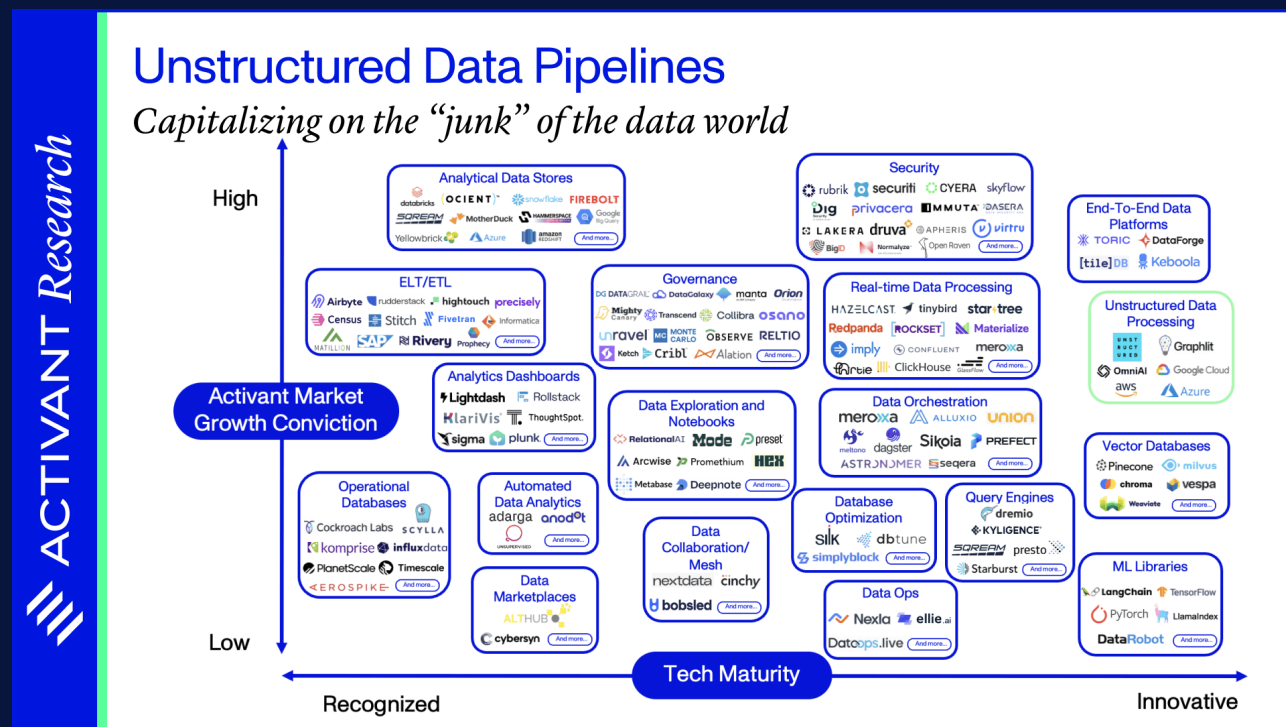 Unstructured Data Pipelines
Capitalizing on the “junk” of the data world
ACTIVANT Research
High
Activant Market
Growth Conviction
Low
Recognized
Tech Maturity
Innovative
Analytical Data Stores
databricks OCIENT snowflake FIREBOLT
SQREAM MotherDuck HAMMERSPACE Google Big Query
Yellowbrick Azure amazon REDSHIFT And more...
Security
rubrik securiti CYERA skyflow
Dig Security privacera IMMUTA DASERA
LAKERA druva APHERIS virtru
BigID Normalyze Open Raven And more...
End-To-End Data
Platforms
TORIC DataForge
[tile]DB Keboola
ELT/ETL
Airbyte rudderstack hightouch precisely
Census Stitch Fivetran Informatica
MATILLION SAP Rivery Prophecy And more...
Governance
DG DATAGRAIL DataGalaxy manta Orion
Mighty Canary Transcend Collibra osano
unravel MC MONTE CARLO OBSERVE RELTIO
Ketch Cribl Alation And more...
Real-time Data Processing
HAZELCAST tinybird star tree
Redpanda [ROCKSET] Materialize
imply CONFLUENT meroxa
Artie ClickHouse GlassFlow And more...
Unstructured Data
Processing
UNST
RUCT
URED
Graphlit
OmniAI Google Cloud
aws Azure
Analytics Dashboards
Lightdash Rollstack
KlariVis T. ThoughtSpot.
sigma plunk. And more...
Data Exploration and
Notebooks
RelationalAI Mode preset
Arcwise Promethium HEX
Metabase Deepnote And more...
Data Orchestration
meroxa ALLUXIO UNION
meltano dagster Sikoia PREFECT
ASTRONOMER seqera And more...
Vector Databases
Pinecone milvus
chroma vespa
Weaviate And more...
Operational
Databases
Cockroach Labs SCYLLA
komprise influxdata
PlanetScale Timescale
AEROSPIKE And more...
Automated
Data Analytics
adarga anodot
UNSUPERVISED And more...
Data
Collaboration/
Mesh
nextdata cinchy
bobsled And more...
Database
Optimization
silk dbtune
simplyblock And more...
Query Engines
dremio
KYLIGENCE
SQREAM presto
Starburst And more...
Data
Marketplaces
ALTHUB
cybersyn And more...
Data Ops
Nexla ellie.ai
Dataops.live And more...
ML Libraries
LangChain TensorFlow
PyTorch LlamaIndex
DataRobot And more...